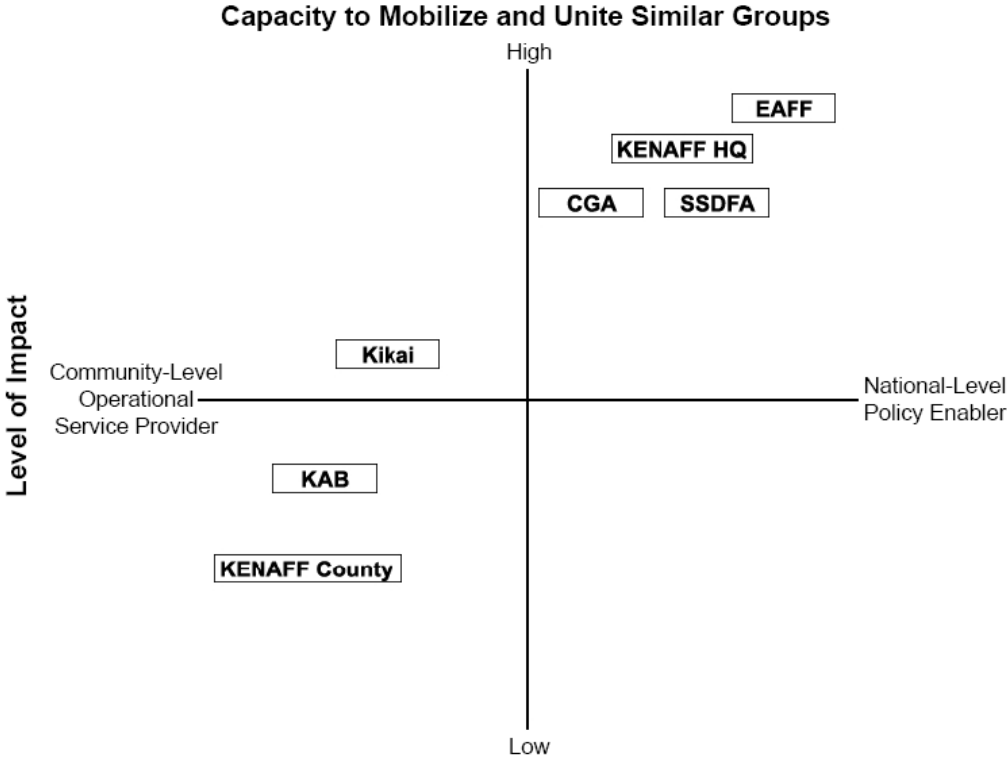 Capacity to Mobilize and Unite Similar Groups
High
EAFF
KENAFF HQ
CGA
SSDFA
Level of Impact
Kikai
Community-Level
Operational
Service Provider
National-Level
Policy Enabler
KAB
KENAFF County
Low